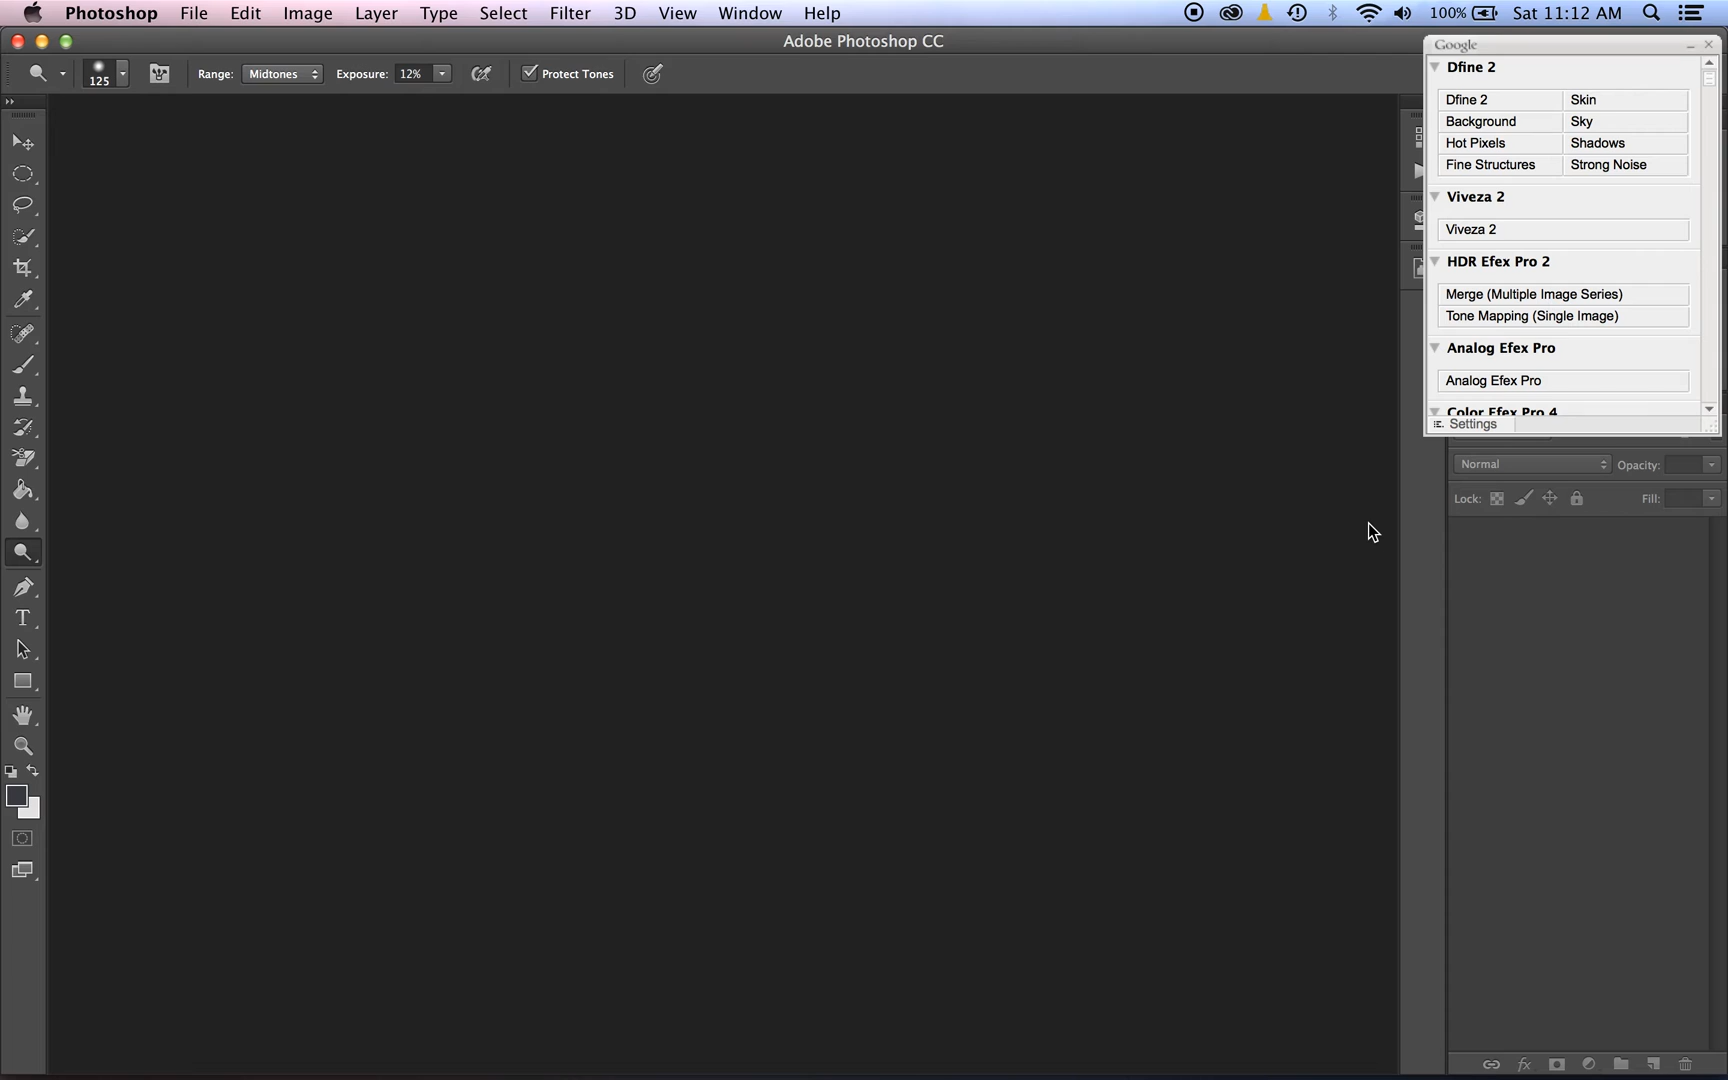 Photoshop File Edit Image Layer Type Select Filter 3D View Window Help 100% Sat 11:12 AM
Adobe Photoshop CC
125 Range: Midtones Exposure: 12% Protect Tones
Google
Dfine 2
Dfine 2 Skin
Background Sky
Hot Pixels Shadows
Fine Structures Strong Noise
Viveza 2
Viveza 2
HDR Efex Pro 2
Merge (Multiple Image Series)
Tone Mapping (Single Image)
Analog Efex Pro
Analog Efex Pro
Color Efex Pro 4
Settings
Normal Opacity:
Lock: Fill:
T
fx